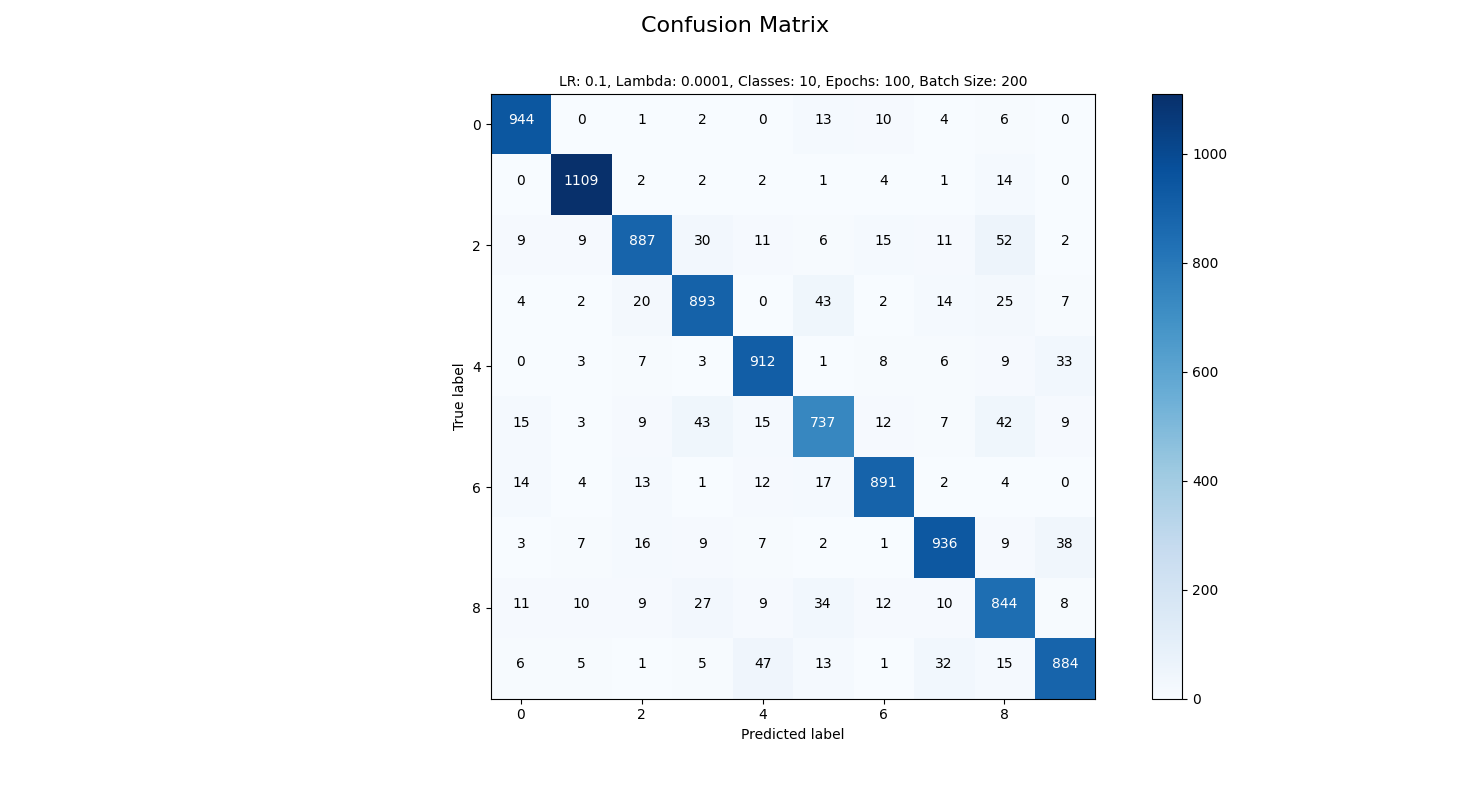 Confusion Matrix
LR: 0.1, Lambda: 0.0001, Classes: 10, Epochs: 100, Batch Size: 200
0 944 0 1 2 0 13 10 4 6 0
0 1109 2 2 2 1 4 1 14 0
2 9 9 887 30 11 6 15 11 52 2
4 2 20 893 0 43 2 14 25 7
4 0 3 7 3 912 1 8 6 9 33
15 3 9 43 15 737 12 7 42 9
6 14 4 13 1 12 17 891 2 4 0
3 7 16 9 7 2 1 936 9 38
8 11 10 9 27 9 34 12 10 844 8
6 5 1 5 47 13 1 32 15 884
0 2 4 6 8
Predicted label
True label
1000
800
600
400
200
0